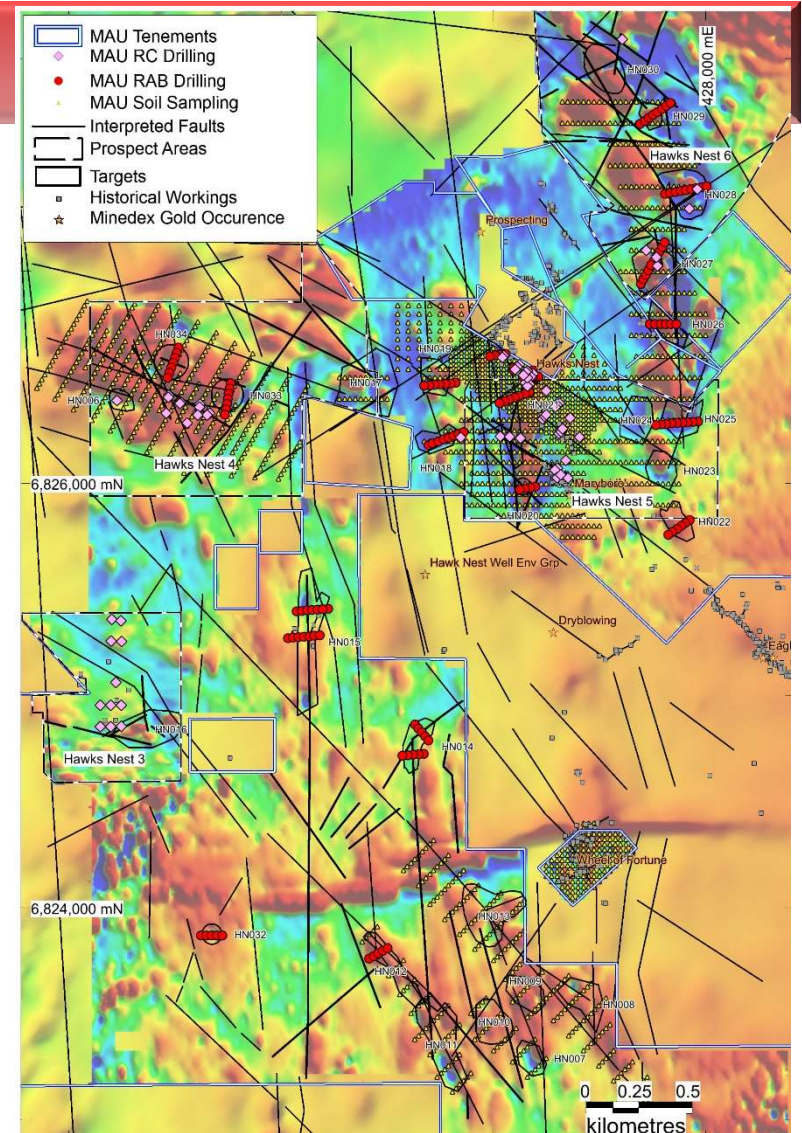 MAU Tenements
MAU RC Drilling
MAU RAB Drilling
MAU Soil Sampling
Interpreted Faults
Prospect Areas
Targets
Historical Workings
Minedex Gold Occurence
428,000 mE
HN030
HN029
Hawks Nest 6
HN028
Prospecting
HN027
HN026
HN034
HN019
Hawks Nest
HN017
HN006
HN033
HN024
HN025
HN018
Hawks Nest 4
HN023
6,826,000 mN
Maryboro
Hawks Nest 5
HN020
HN022
Hawk Nest Well Env Grp
Dryblowing
HN015
Eagl
HN016
HN014
Hawks Nest 3
Wheel of Fortune
6,824,000 mN
HN013
HN032
HN012
HN009
HN008
HN010
HN011
HN007
0 0.25 0.5
kilometres